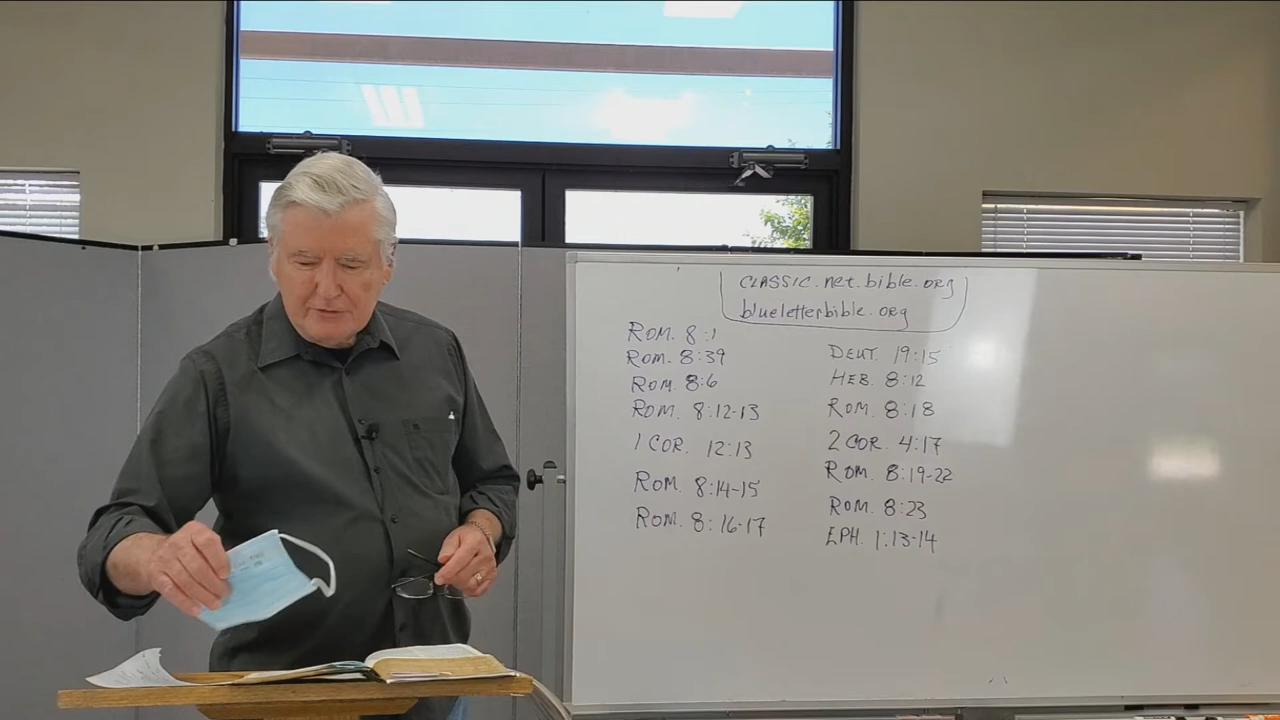 CLASSIC.net.bible.ORG
blueletterbible.org
ROM. 8:1
ROM. 8:39
ROM. 8:6
ROM. 8:12-13
1 COR. 12:13
ROM. 8:14-15
ROM. 8:16-17
DEUT. 19:15
HEB. 8:12
ROM. 8:18
2 COR. 4:17
ROM. 8:19-22
ROM. 8:23
EPH. 1:13-14